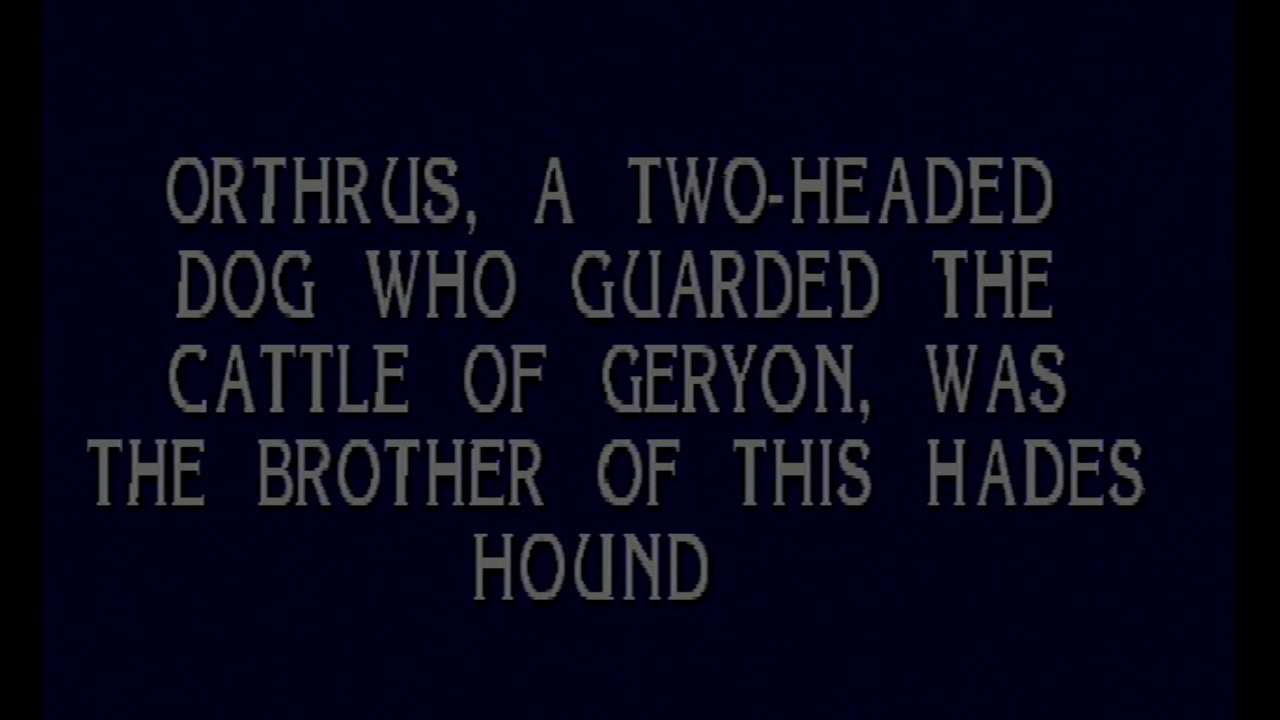 ORTHRUS, A TWO-HEADED
DOG WHO GUARDED THE
CATTLE OF GERYON, WAS
THE BROTHER OF THIS HADES
HOUND